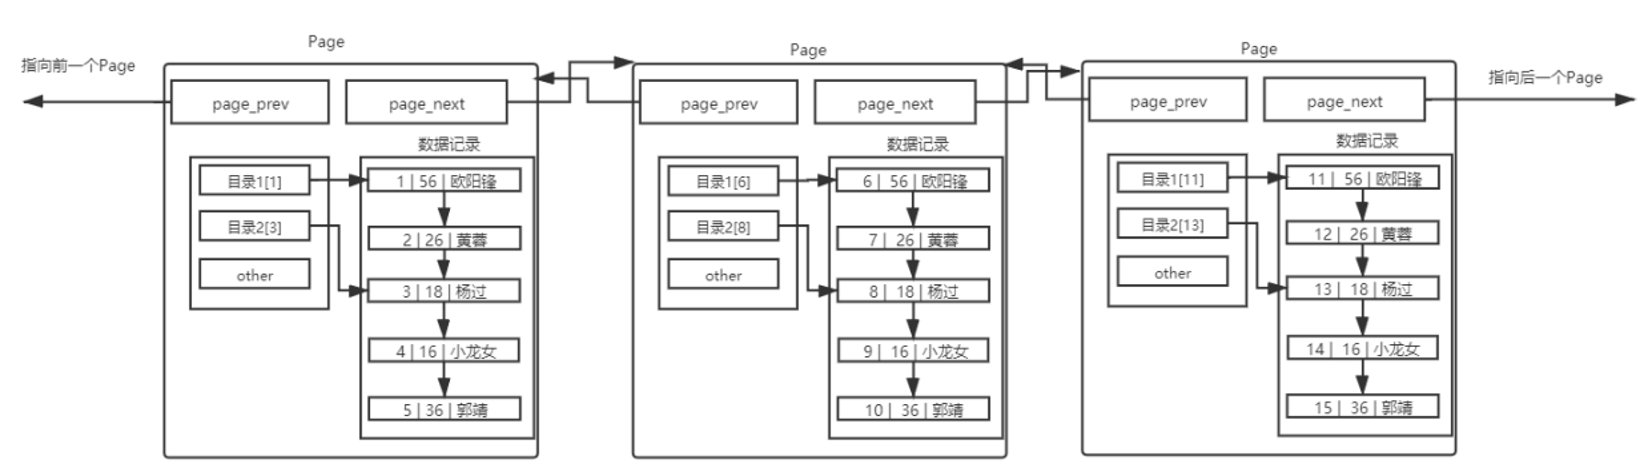 指向前一个Page
Page
page_prev
page_next
数据记录
目录1[1]
目录2[3]
other
1 | 56 | 欧阳锋
2 | 26 | 黄蓉
3 | 18 | 杨过
4 | 16 | 小龙女
5 | 36 | 郭靖
Page
page_prev
page_next
数据记录
目录1[6]
目录2[8]
other
6 | 56 | 欧阳锋
7 | 26 | 黄蓉
8 | 18 | 杨过
9 | 16 | 小龙女
10 | 36 | 郭靖
Page
page_prev
page_next
数据记录
目录1[11]
目录2[13]
other
11 | 56 | 欧阳锋
12 | 26 | 黄蓉
13 | 18 | 杨过
14 | 16 | 小龙女
15 | 36 | 郭靖
指向后一个Page